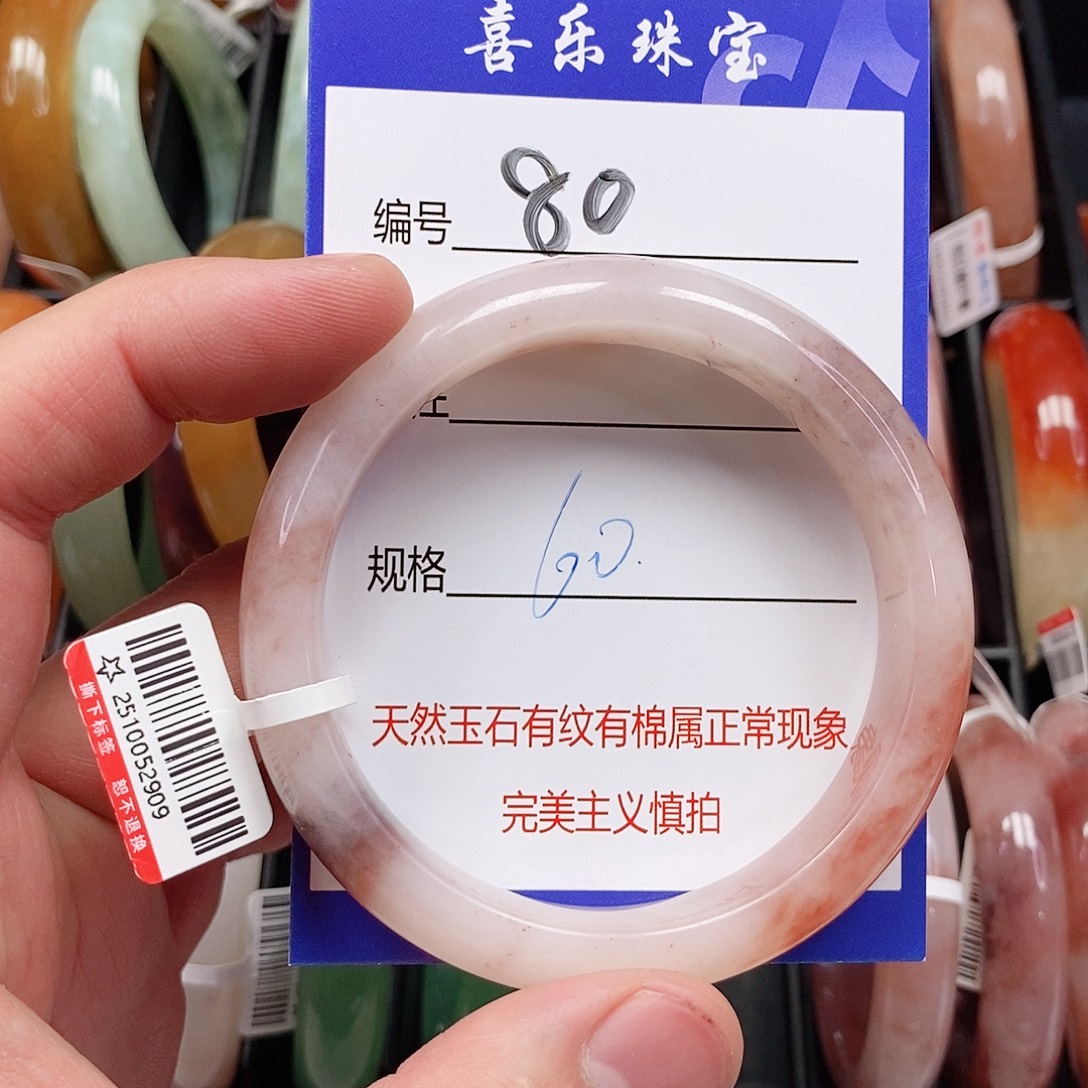 喜乐珠宝
编号 80
注
规格 60.
天然玉石有纹有棉属正常现象
完美主义慎拍
☆ 2510052909
撕下标签 恕不退换